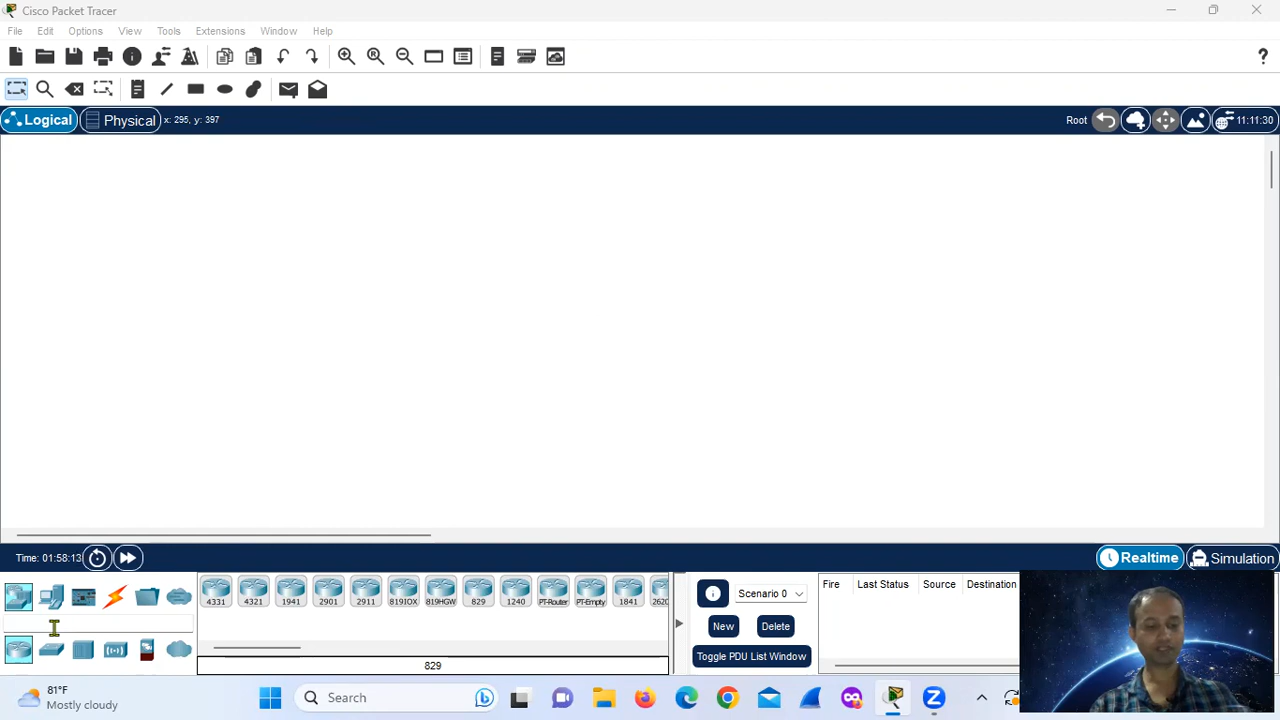 Cisco Packet Tracer
File Edit Options View Tools Extensions Window Help
?
Logical Physical x: 295, y: 397 Root 11:11:30
Time: 01:58:13 Realtime Simulation
4331 4321 1941 2901 2911 819IOX 819HGW 829 1240 PT-Router PT-Empty 1841 2620
829
Scenario 0
New Delete
Toggle PDU List Window
Fire Last Status Source Destination
81°F
Mostly cloudy
Search